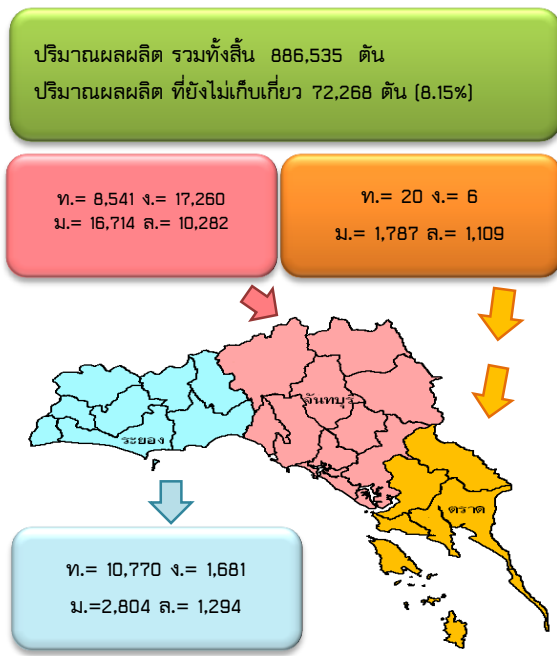 ปริมาณผลผลิต รวมทั้งสิ้น 886,535 ตัน
ปริมาณผลผลิต ที่ยังไม่เก็บเกี่ยว 72,268 ตัน (8.15%)
ท.= 8,541 ง.= 17,260
ม.= 16,714 ล.= 10,282
ท.= 20 ง.= 6
ม.= 1,787 ล.= 1,109
จันทบุรี
ระยอง
ตราด
ท.= 10,770 ง.= 1,681
ม.=2,804 ล.= 1,294